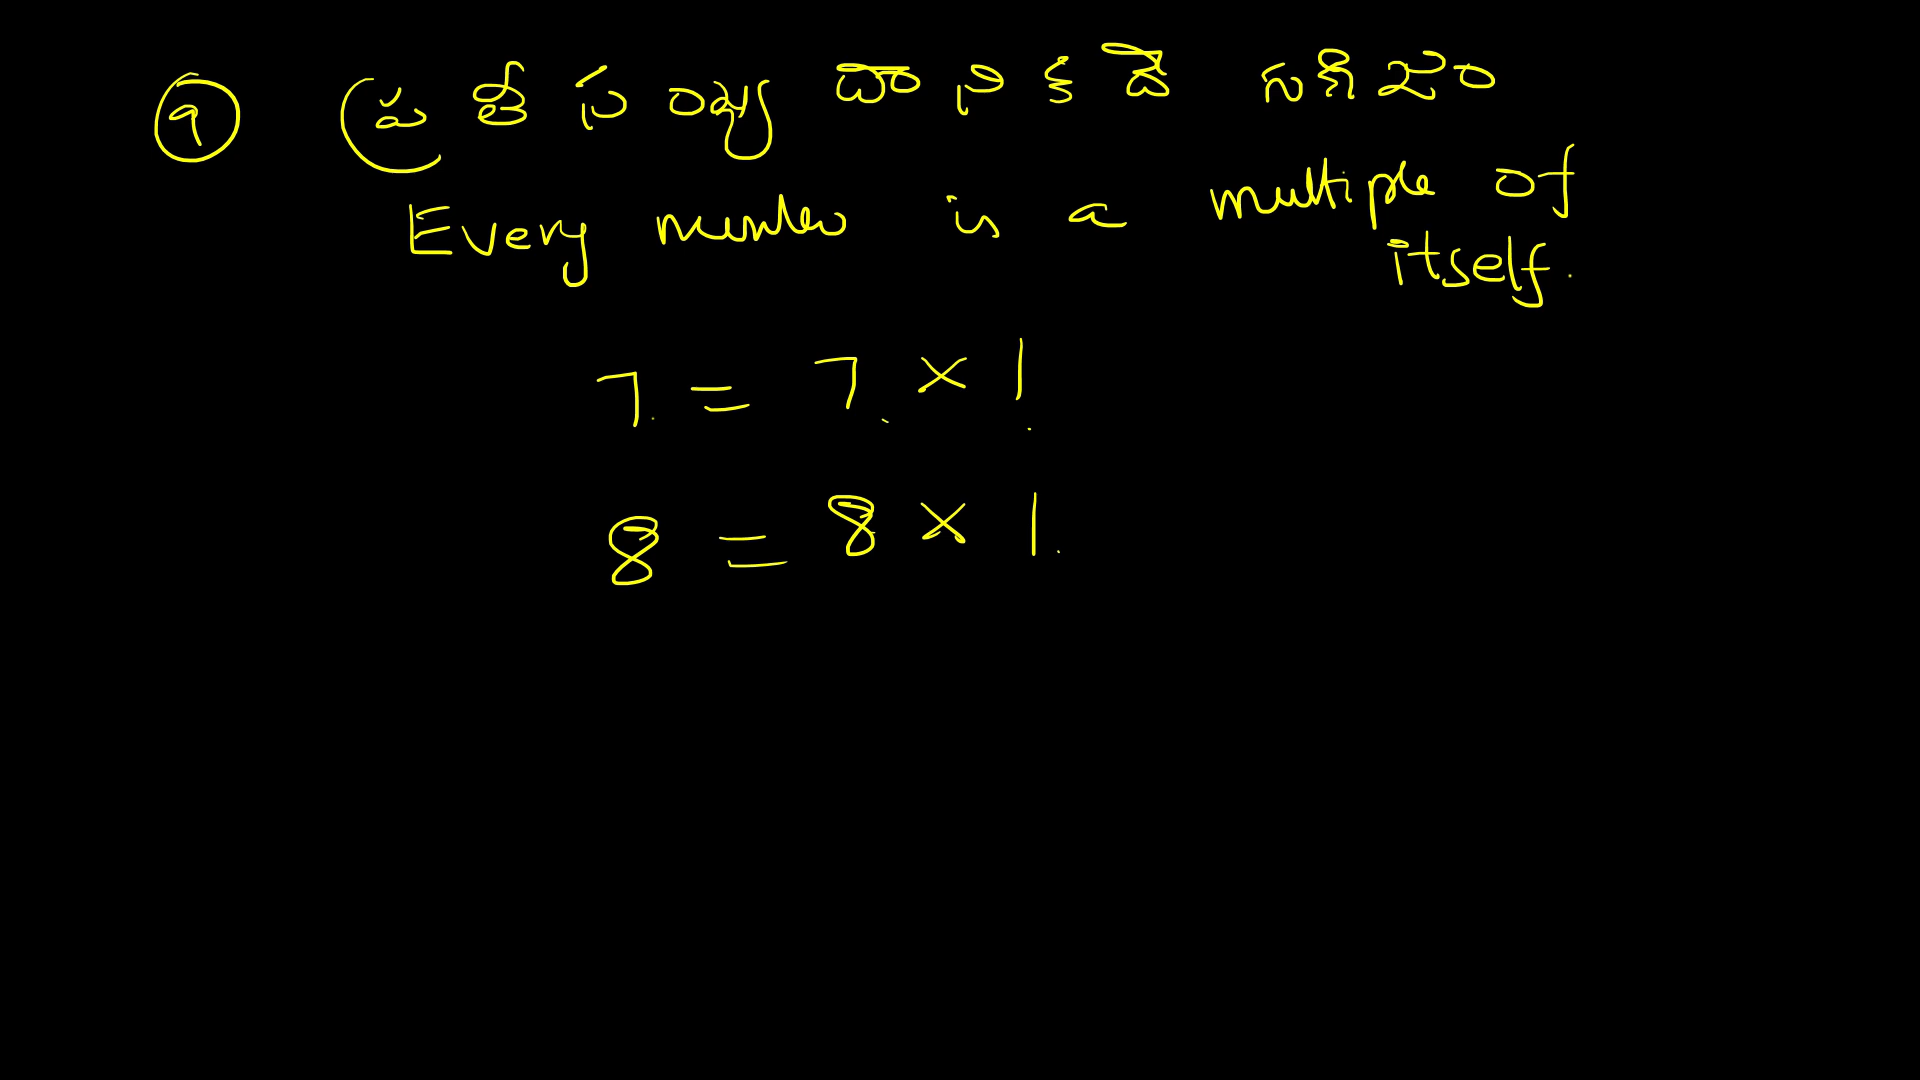 9 ప్రతి సంఖ్య దానికదే గుణిజం
Every number is a multiple of
itself.
7 = 7 × 1
8 = 8 × 1